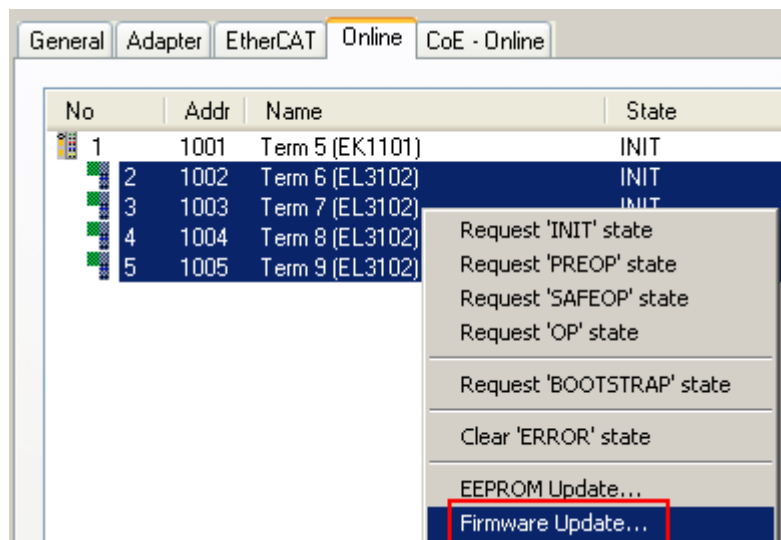 General Adapter EtherCAT Online CoE - Online
No Addr Name State
1 1001 Term 5 (EK1101) INIT
2 1002 Term 6 (EL3102) INIT
3 1003 Term 7 (EL3102) INIT
4 1004 Term 8 (EL3102)
5 1005 Term 9 (EL3102)
Request 'INIT' state
Request 'PREOP' state
Request 'SAFEOP' state
Request 'OP' state
Request 'BOOTSTRAP' state
Clear 'ERROR' state
EEPROM Update...
Firmware Update...